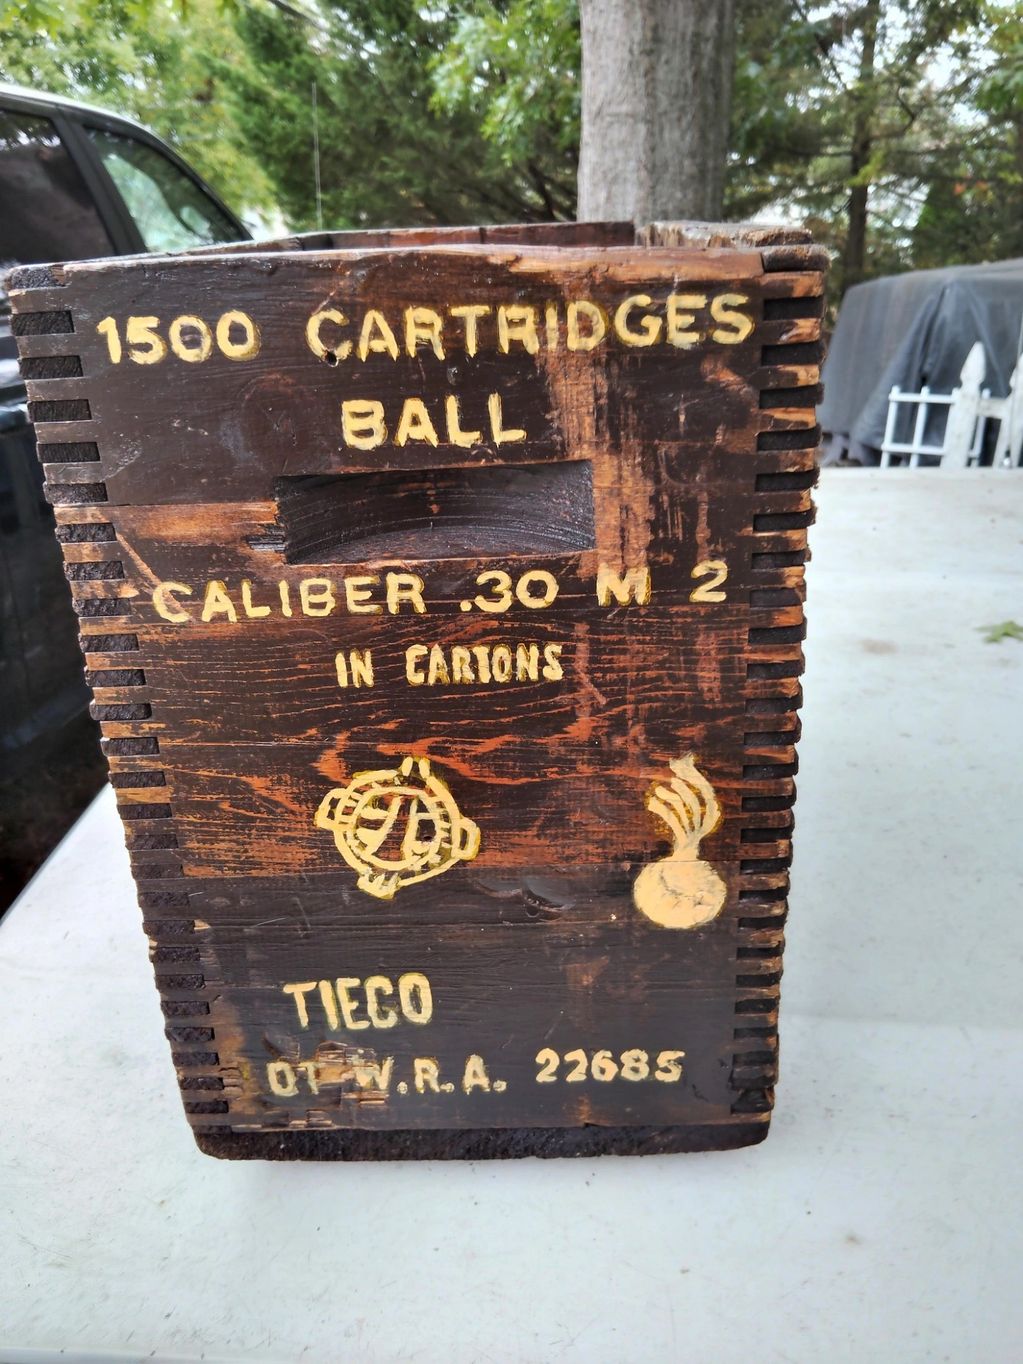 1500 CARTRIDGES
BALL
CALIBER .30 M 2
IN CARTONS
TIECO
OT W.R.A. 22685